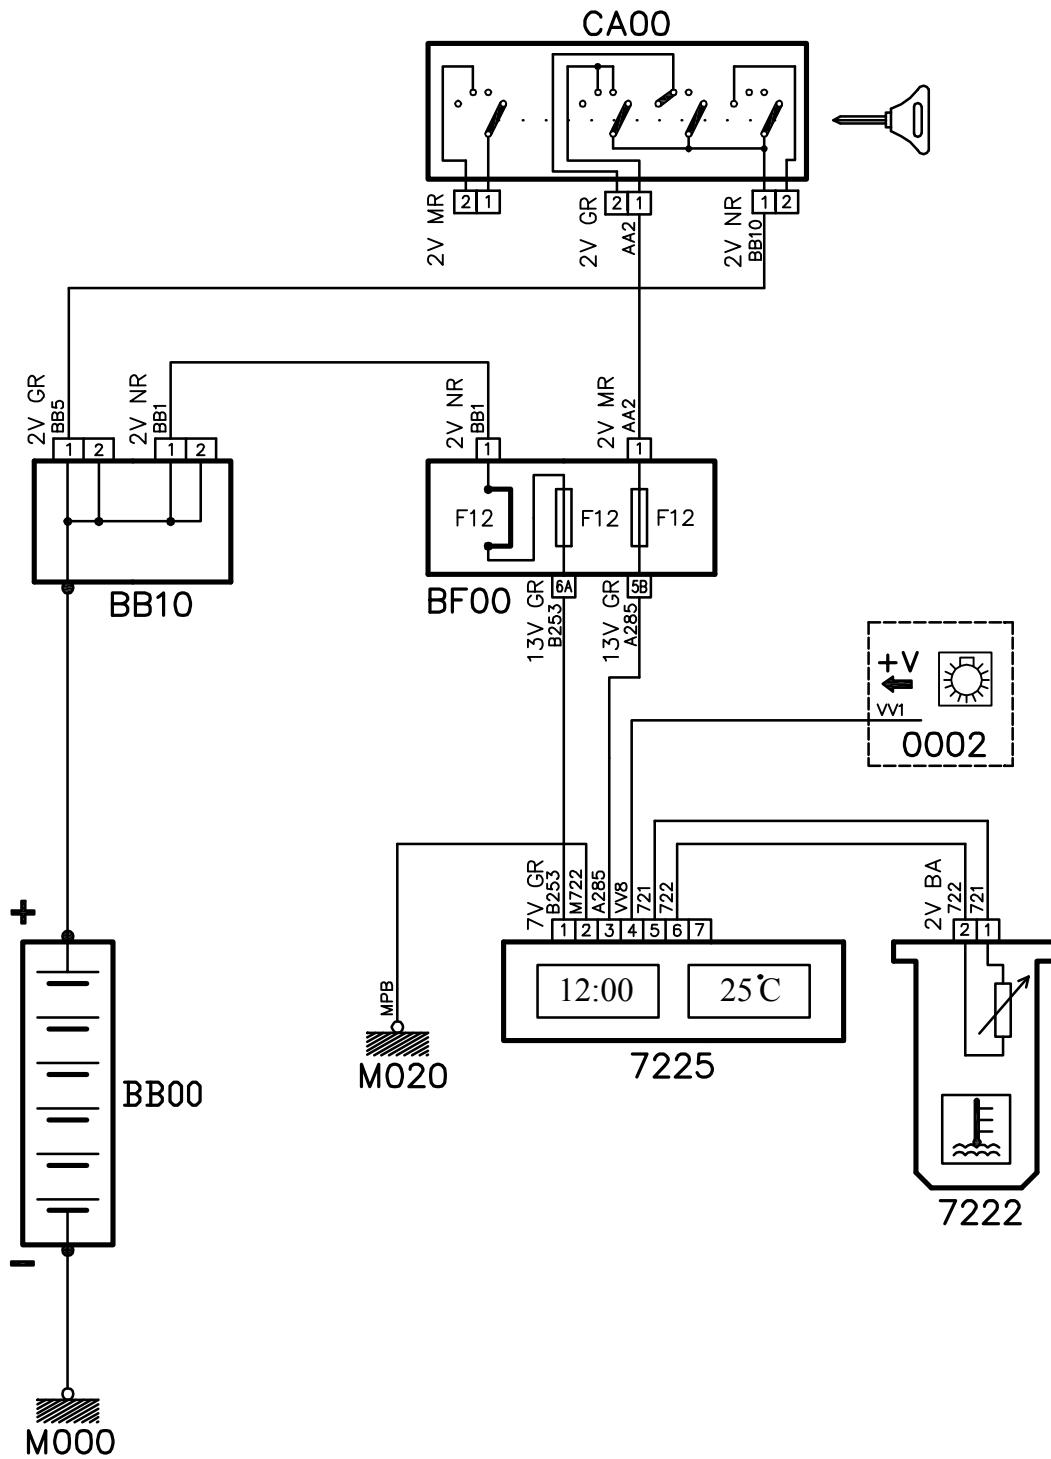 CA00
2V MR
2 1
2V GR
2 1
AA2
2V NR
1 2
BB10
2V GR
BB5
1 2
2V NR
BB1
1 2
2V NR
BB1
1
2V MR
AA2
1
F12
F12
F12
BB10
BF00
13V GR
B253
6A
13V GR
A285
5B
+V
VV1
0002
7V GR
B253
M722
A285
VV8
721
722
1 2 3 4 5 6 7
2V BA
722
721
2 1
+
12:00
25°C
MPB
M020
7225
BB00
7222
-
M000